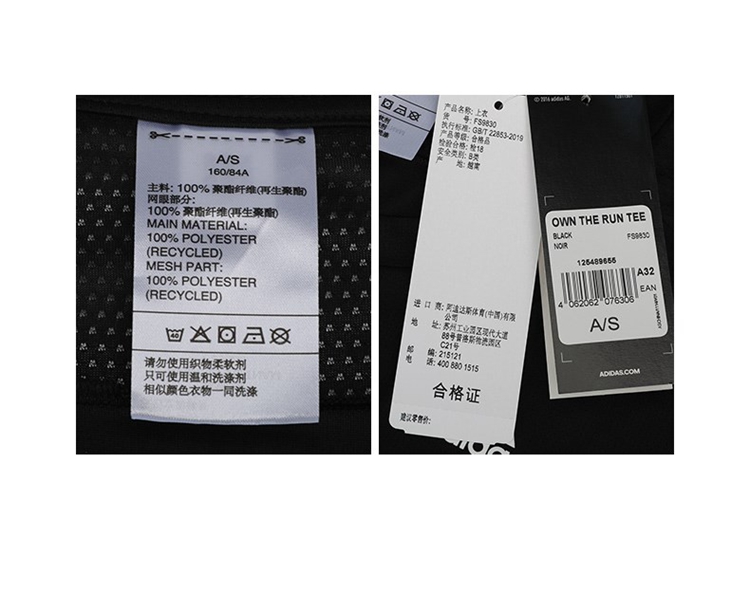 A/S
160/84A
主料: 100% 聚酯纤维(再生聚酯)
网眼部分:
100% 聚酯纤维(再生聚酯)
MAIN MATERIAL:
100% POLYESTER
(RECYCLED)
MESH PART:
100% POLYESTER
(RECYCLED)
请勿使用织物柔软剂
只可使用温和洗涤剂
相似颜色衣物一同洗涤
产品名称: 上衣
货 号: FS9830
执行标准: GB/T 22853-2019
产品等级: 合格品
检验合格: 检18
安全类别: B类
产 地: 越南
进 口 商: 阿迪达斯体育(中国)有限
公司
地 址: 苏州工业园区现代大道
88号普洛斯物流园区
C21号
邮 编: 215121
电 话: 400 880 1515
合格证
建议零售价:
© 2016 adidas AG.
OWN THE RUN TEE
BLACK FS9830
NOIR
125489655
A32
EAN
4 062062 076306
A/S
ADIDAS.COM